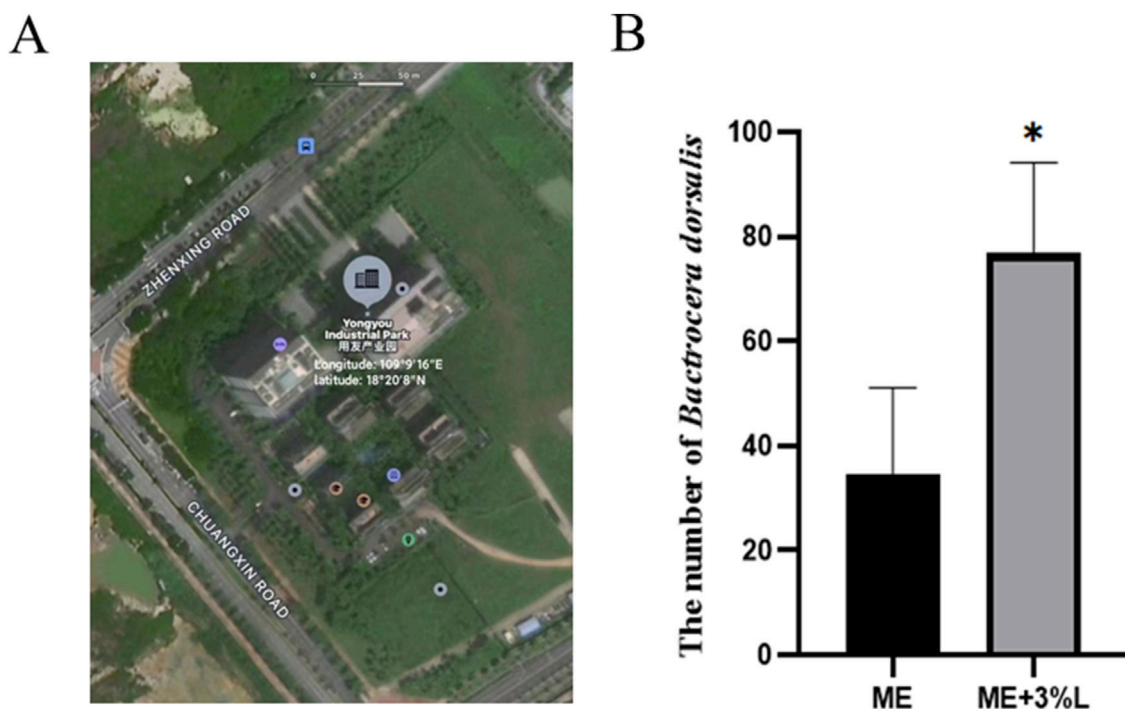 A
B
0 25 50 m
ZHENXING ROAD
Yongyou
Industrial Park
用友产业园
Longitude: 109°9'16"E
latitude: 18°20'8"N
CHUANGXIN ROAD
The number of Bactrocera dorsalis
100
80
60
40
20
0
*
ME
ME+3%L